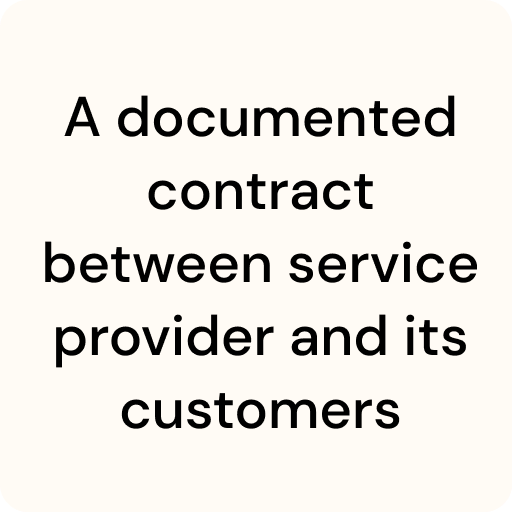 A documented
contract
between service
provider and its
customers